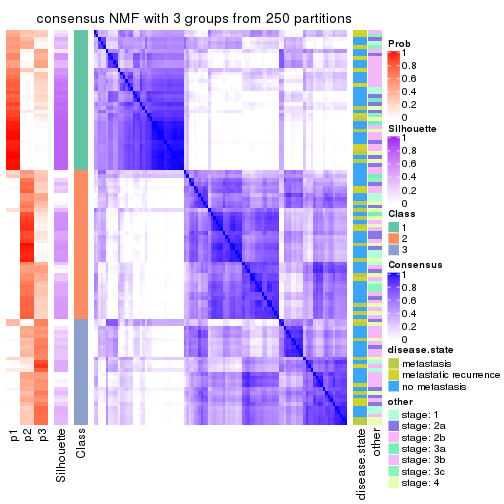 consensus NMF with 3 groups from 250 partitions
Prob
1
0.8
0.6
0.4
0.2
0
Silhouette
1
0.8
0.6
0.4
0.2
0
Class
1
2
3
Consensus
1
0.8
0.6
0.4
0.2
0
disease.state
metastasis
metastatic recurrence
no metastasis
other
stage: 1
stage: 2a
stage: 2b
stage: 3a
stage: 3b
stage: 3c
stage: 4
p1
p2
p3
Silhouette
Class
disease.state
other